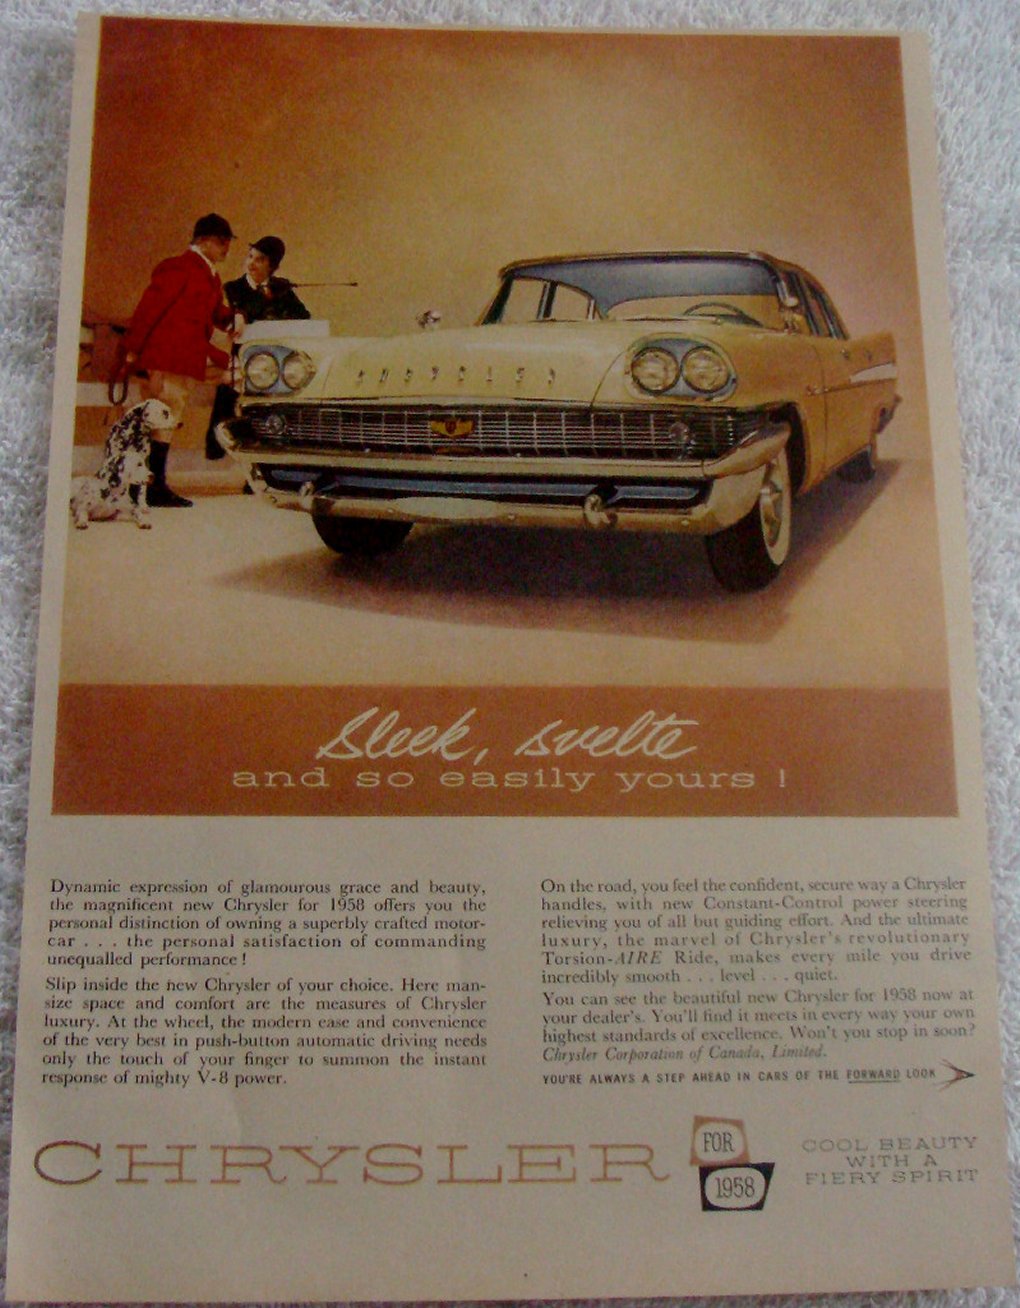 CHRYSLER
Sleek, svelte
and so easily yours !
Dynamic expression of glamourous grace and beauty,
the magnificent new Chrysler for 1958 offers you the
personal distinction of owning a superbly crafted motor-
car . . . the personal satisfaction of commanding
unequalled performance !
Slip inside the new Chrysler of your choice. Here man-
size space and comfort are the measures of Chrysler
luxury. At the wheel, the modern ease and convenience
of the very best in push-button automatic driving needs
only the touch of your finger to summon the instant
response of mighty V-8 power.
On the road, you feel the confident, secure way a Chrysler
handles, with new Constant-Control power steering
relieving you of all but guiding effort. And the ultimate
luxury, the marvel of Chrysler's revolutionary
Torsion-AIRE Ride, makes every mile you drive
incredibly smooth . . . level . . . quiet.
You can see the beautiful new Chrysler for 1958 now at
your dealer's. You'll find it meets in every way your own
highest standards of excellence. Won't you stop in soon?
Chrysler Corporation of Canada, Limited.
YOU'RE ALWAYS A STEP AHEAD IN CARS OF THE FORWARD LOOK
CHRYSLER
FOR
1958
COOL BEAUTY
WITH A
FIERY SPIRIT